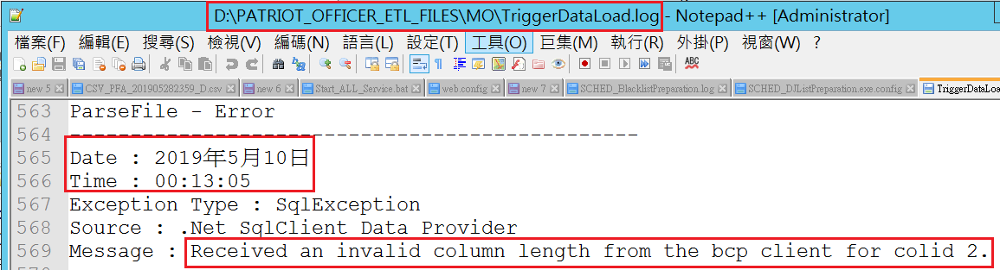 D:\PATRIOT_OFFICER_ETL_FILES\MO\TriggerDataLoad.log - Notepad++ [Administrator]
檔案(F) 編輯(E) 搜尋(S) 檢視(V) 編碼(N) 語言(L) 設定(T) 工具(O) 巨集(M) 執行(R) 外掛(P) 視窗(W) ?
ABC
new 5 CSV_PFA_201905282359_D.csv new 6 Start_ALL_Service.bat web.config new 7 SCHED_BlacklistPreparation.log SCHED_DJListPreparation.exe.config TriggerDataLoa
563 ParseFile - Error
564 -----------------------------------------------
565 Date : 2019年5月10日
566 Time : 00:13:05
567 Exception Type : SqlException
568 Source : .Net SqlClient Data Provider
569 Message : Received an invalid column length from the bcp client for colid 2.